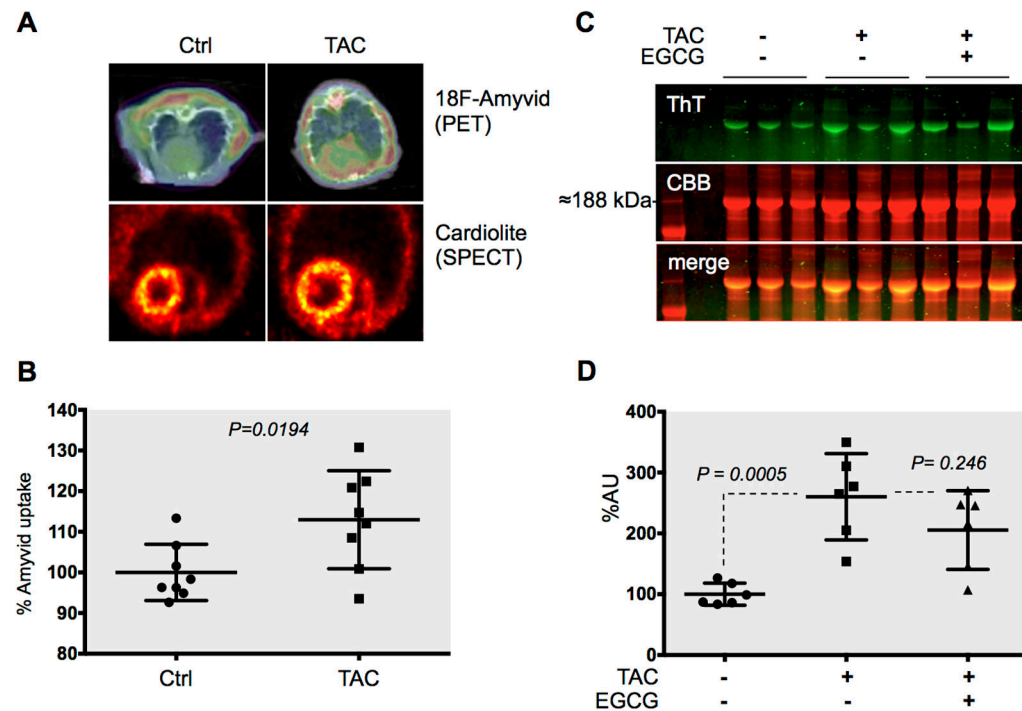 A
Ctrl TAC
18F-Amyvid
(PET)
Cardiolite
(SPECT)
B
140
130
120
110
100
90
80
% Amyvid uptake
P=0.0194
Ctrl TAC
C
TAC - + +
EGCG - - +
ThT
CBB
≈188 kDa-
merge
D
400
300
200
100
0
%AU
P = 0.0005
P= 0.246
TAC - + +
EGCG - - +